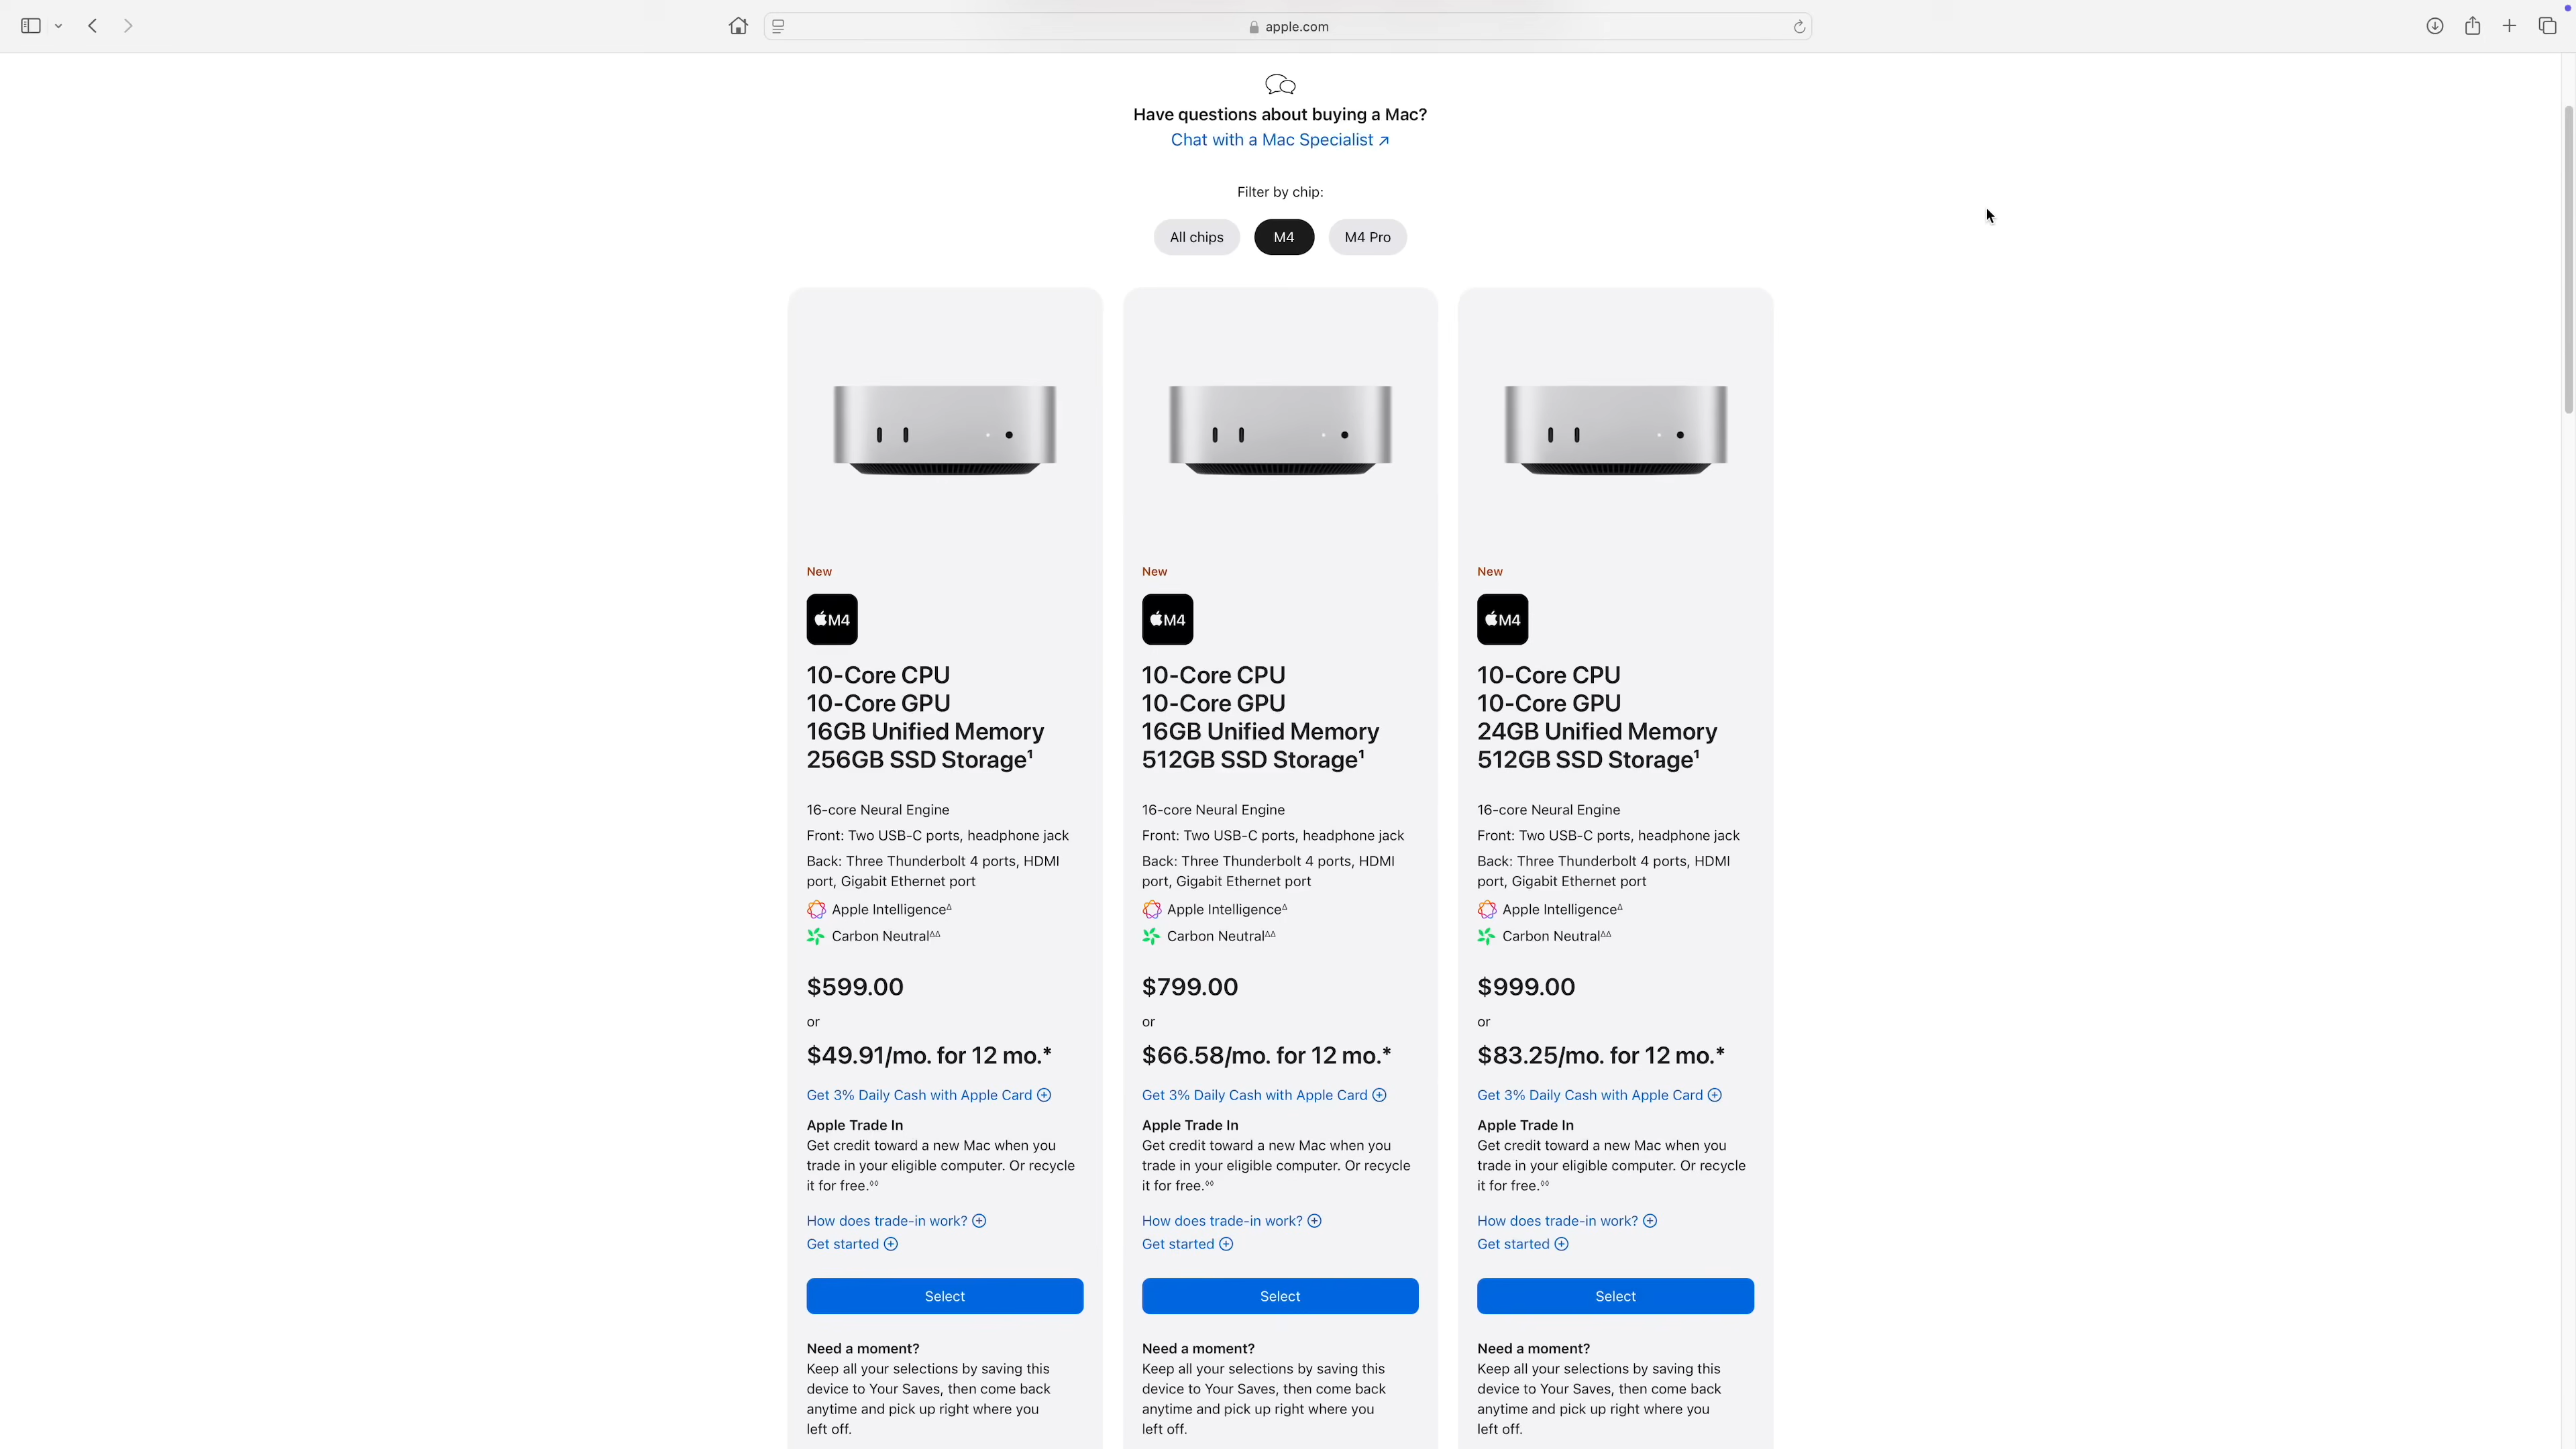 apple.com
Have questions about buying a Mac?
Chat with a Mac Specialist ↗
Filter by chip:
All chips
M4
M4 Pro
New
M4
10-Core CPU
10-Core GPU
16GB Unified Memory
256GB SSD Storage¹
16-core Neural Engine
Front: Two USB-C ports, headphone jack
Back: Three Thunderbolt 4 ports, HDMI
port, Gigabit Ethernet port
Apple Intelligence∆
Carbon Neutral∆∆
$599.00
or
$49.91/mo. for 12 mo.*
Get 3% Daily Cash with Apple Card
Apple Trade In
Get credit toward a new Mac when you
trade in your eligible computer. Or recycle
it for free.◊◊
How does trade-in work?
Get started
Select
Need a moment?
Keep all your selections by saving this
device to Your Saves, then come back
anytime and pick up right where you
left off.
New
M4
10-Core CPU
10-Core GPU
16GB Unified Memory
512GB SSD Storage¹
16-core Neural Engine
Front: Two USB-C ports, headphone jack
Back: Three Thunderbolt 4 ports, HDMI
port, Gigabit Ethernet port
Apple Intelligence∆
Carbon Neutral∆∆
$799.00
or
$66.58/mo. for 12 mo.*
Get 3% Daily Cash with Apple Card
Apple Trade In
Get credit toward a new Mac when you
trade in your eligible computer. Or recycle
it for free.◊◊
How does trade-in work?
Get started
Select
Need a moment?
Keep all your selections by saving this
device to Your Saves, then come back
anytime and pick up right where you
left off.
New
M4
10-Core CPU
10-Core GPU
24GB Unified Memory
512GB SSD Storage¹
16-core Neural Engine
Front: Two USB-C ports, headphone jack
Back: Three Thunderbolt 4 ports, HDMI
port, Gigabit Ethernet port
Apple Intelligence∆
Carbon Neutral∆∆
$999.00
or
$83.25/mo. for 12 mo.*
Get 3% Daily Cash with Apple Card
Apple Trade In
Get credit toward a new Mac when you
trade in your eligible computer. Or recycle
it for free.◊◊
How does trade-in work?
Get started
Select
Need a moment?
Keep all your selections by saving this
device to Your Saves, then come back
anytime and pick up right where you
left off.